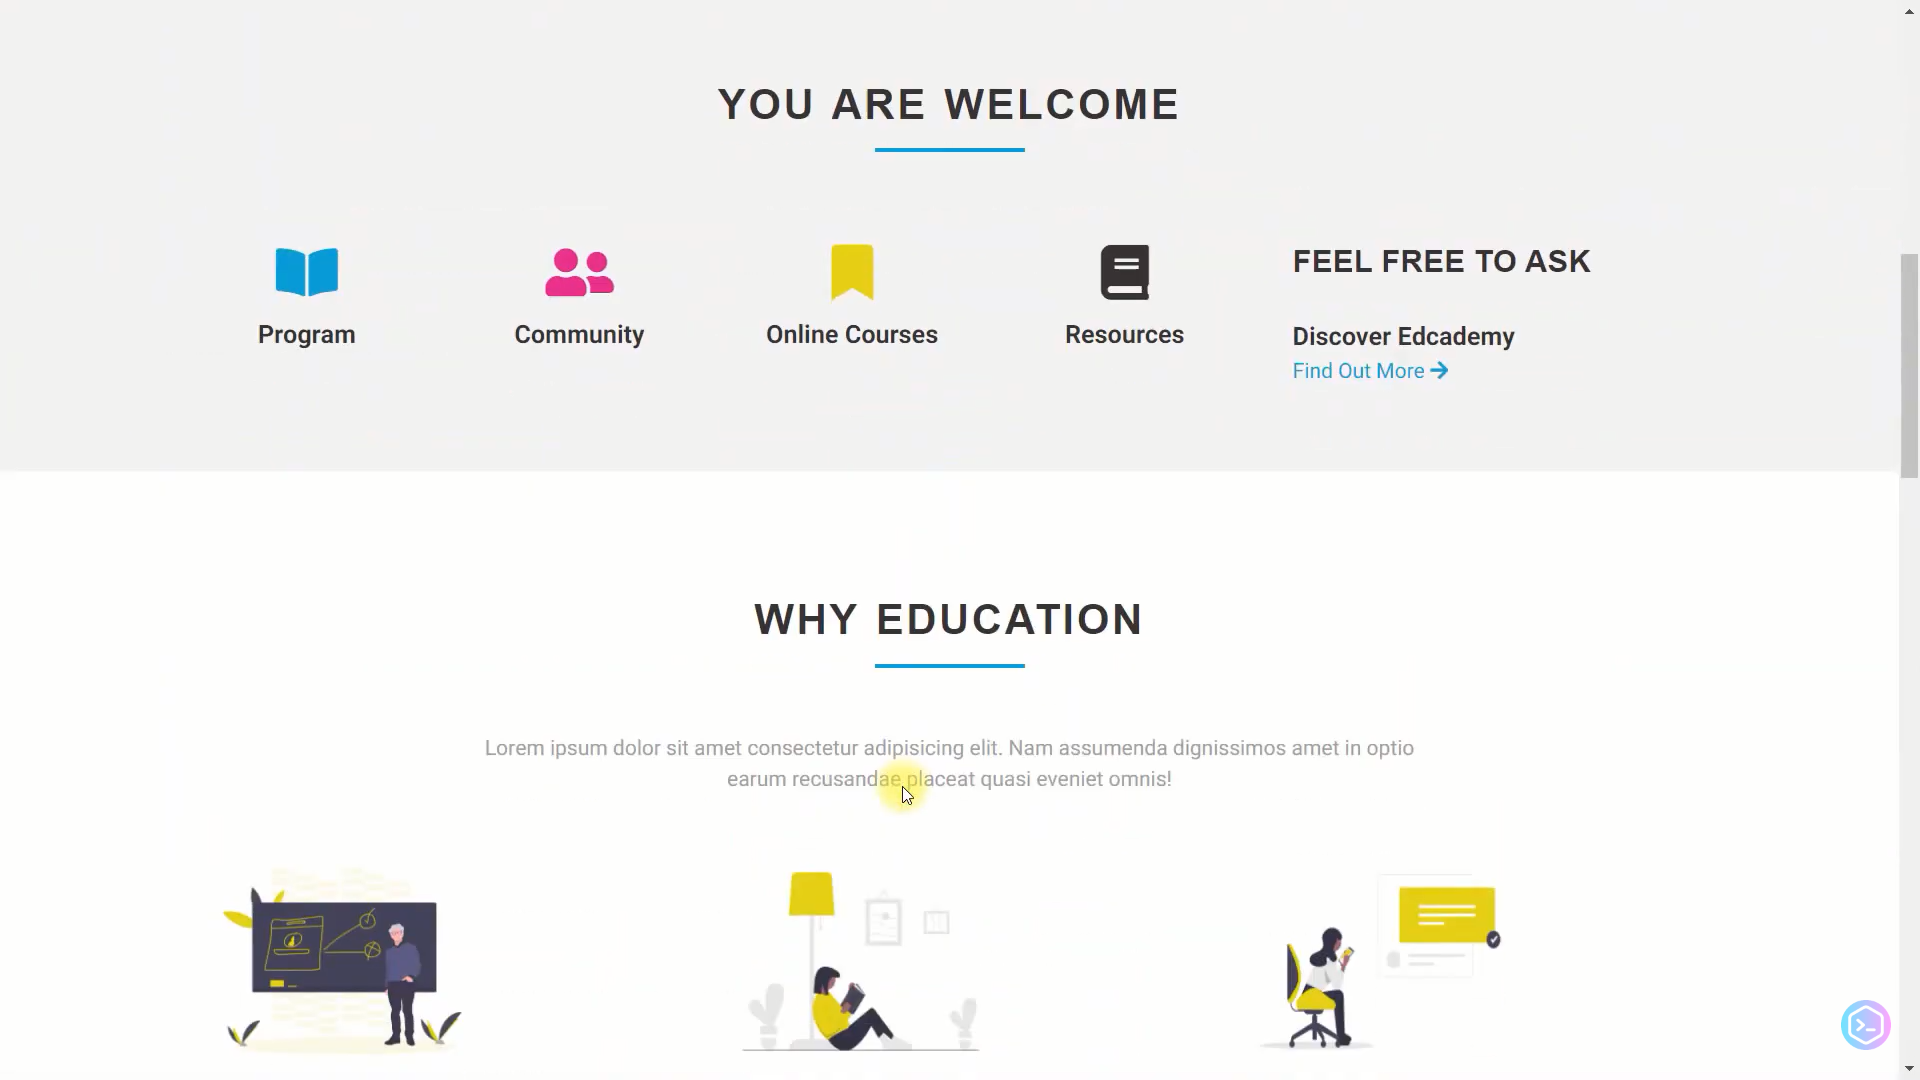 YOU ARE WELCOME
Program
Community
Online Courses
Resources
FEEL FREE TO ASK
Discover Edcademy
Find Out More
WHY EDUCATION
Lorem ipsum dolor sit amet consectetur adipisicing elit. Nam assumenda dignissimos amet in optio
earum recusandae placeat quasi eveniet omnis!